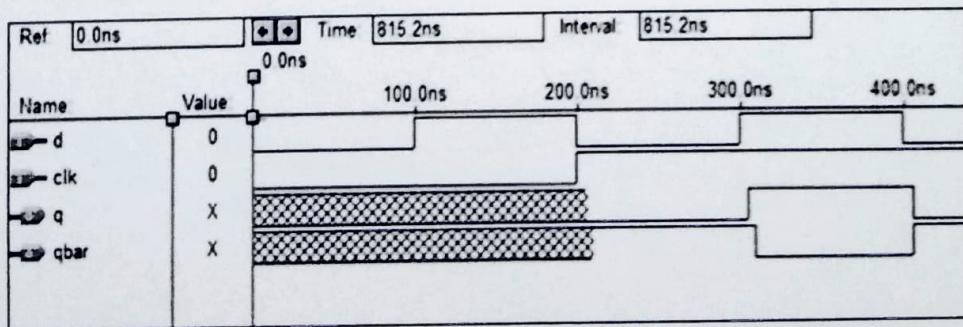 Ref: 0.0ns Time: 815.2ns Interval: 815.2ns
0.0ns
Name: Value: 100.0ns 200.0ns 300.0ns 400.0ns
d 0
clk 0
q X
qbar X